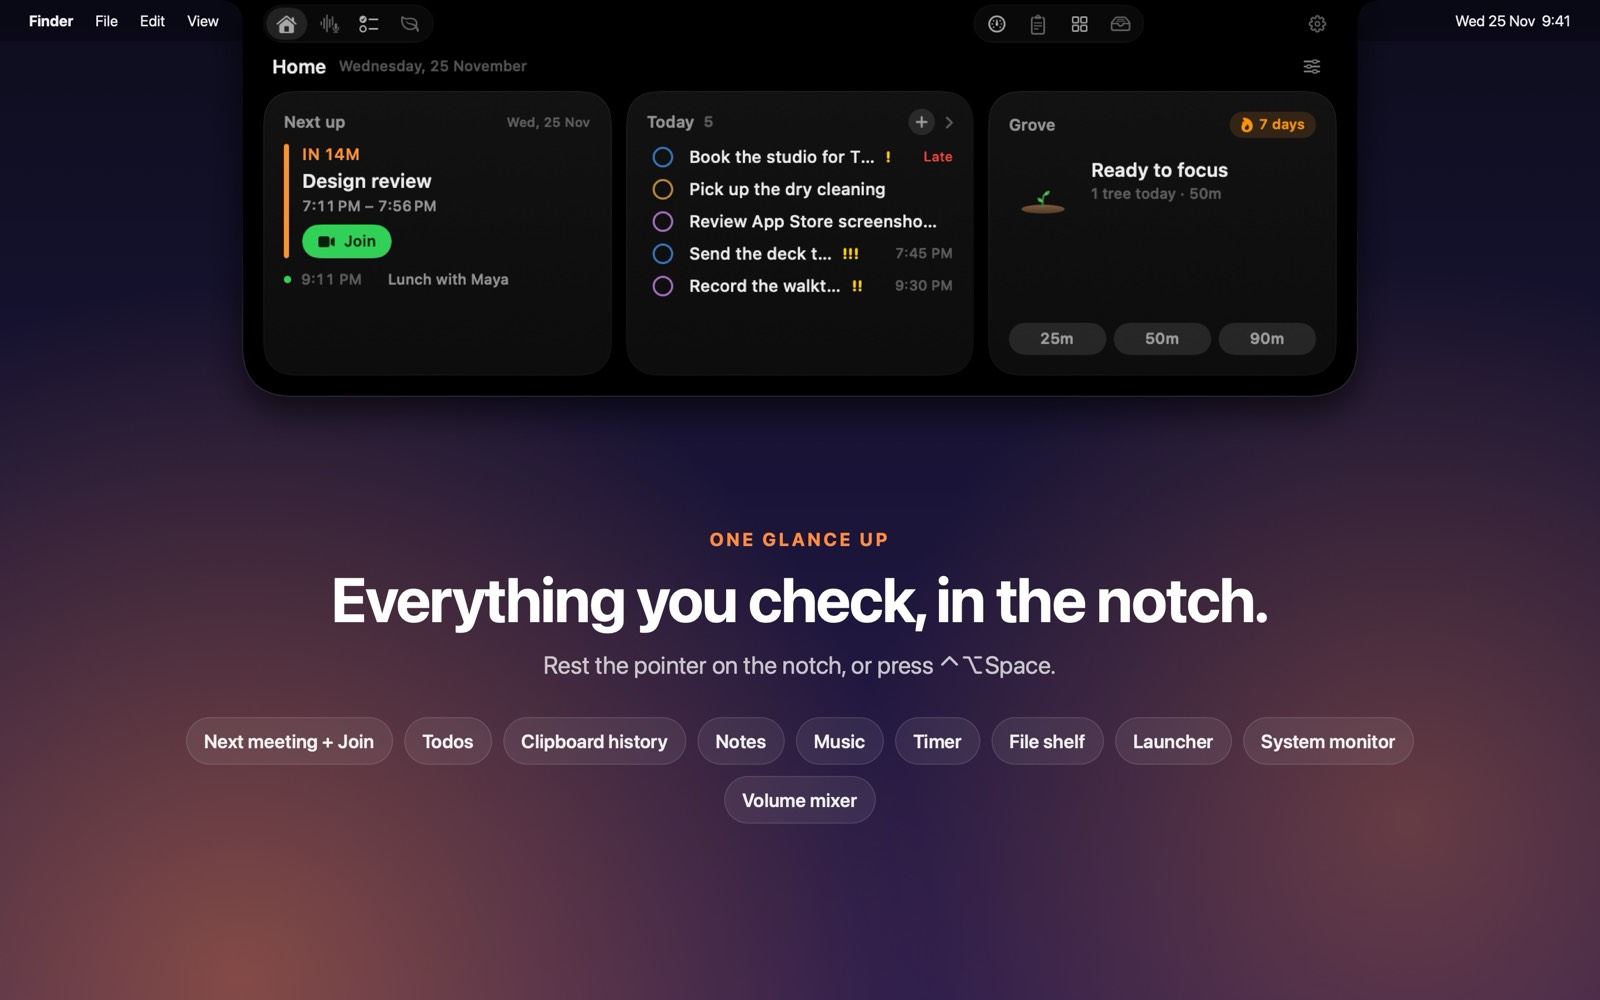 Finder File Edit View
Wed 25 Nov 9:41
Home Wednesday, 25 November
Next up Wed, 25 Nov
IN 14M
Design review
7:11 PM – 7:56 PM
Join
9:11 PM Lunch with Maya
Today 5
Book the studio for T... ! Late
Pick up the dry cleaning
Review App Store screensho...
Send the deck t... !!! 7:45 PM
Record the walkt... !! 9:30 PM
Grove 7 days
Ready to focus
1 tree today · 50m
25m 50m 90m
ONE GLANCE UP
Everything you check, in the notch.
Rest the pointer on the notch, or press ⌃⌥Space.
Next meeting + Join Todos Clipboard history Notes Music Timer File shelf Launcher System monitor
Volume mixer